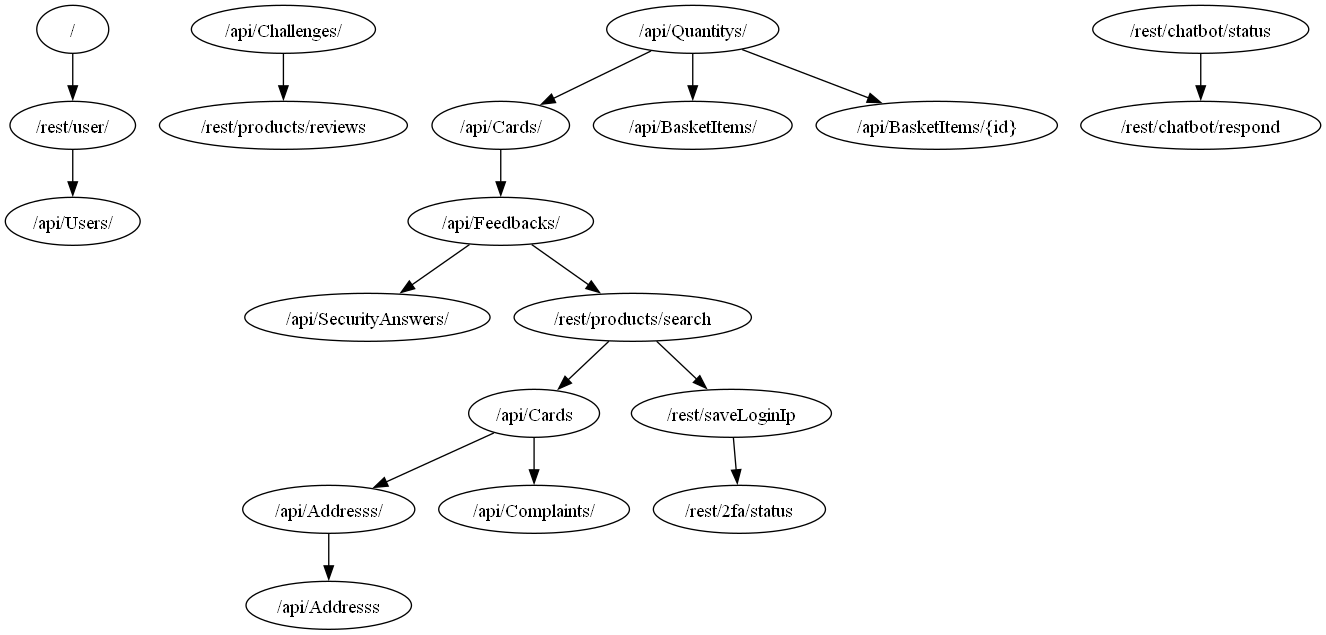 /
/api/Challenges/
/api/Quantitys/
/rest/chatbot/status
/rest/user/
/rest/products/reviews
/api/Cards/
/api/BasketItems/
/api/BasketItems/{id}
/rest/chatbot/respond
/api/Users/
/api/Feedbacks/
/api/SecurityAnswers/
/rest/products/search
/api/Cards
/rest/saveLoginIp
/api/Addresss/
/api/Complaints/
/rest/2fa/status
/api/Addresss